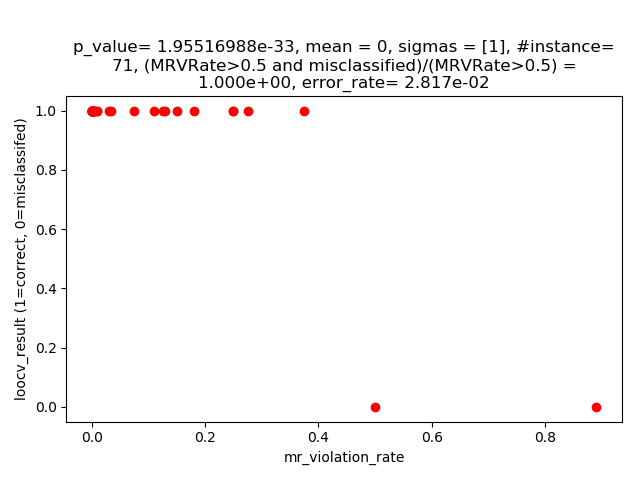 p_value= 1.95516988e-33, mean = 0, sigmas = [1], #instance=
71, (MRVRate>0.5 and misclassified)/(MRVRate>0.5) =
1.000e+00, error_rate= 2.817e-02
loocv_result (1=correct, 0=misclassifed)
1.0
0.8
0.6
0.4
0.2
0.0
0.0 0.2 0.4 0.6 0.8
mr_violation_rate